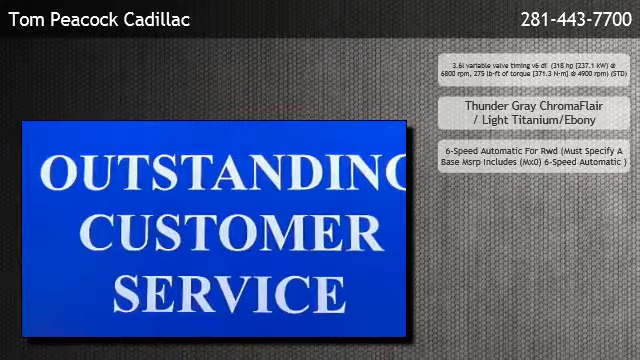 Tom Peacock Cadillac
281-443-7700
3.6l variable valve timing v6 di (318 hp [237.1 kW] @
6800 rpm, 275 lb-ft of torque [371.3 N-m] @ 4900 rpm) (STD)
Thunder Gray ChromaFlair
/ Light Titanium/Ebony
6-Speed Automatic For Rwd (Must Specify A
Base Msrp Includes (Mx0) 6-Speed Automatic )
OUTSTANDING
CUSTOMER
SERVICE